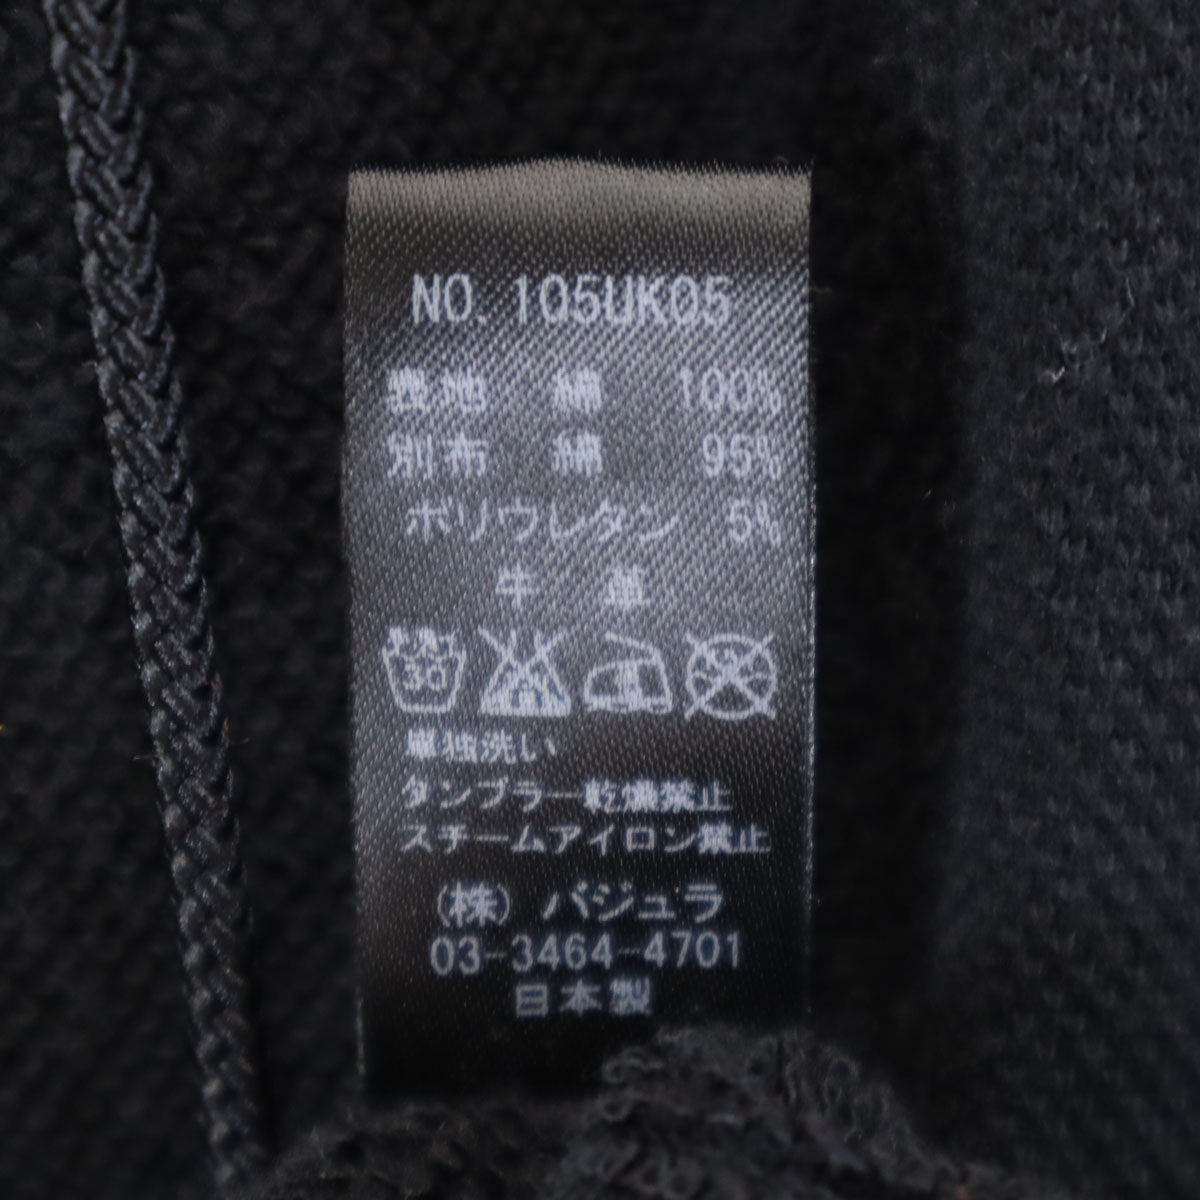 NO. 105UK05
表地 綿 100%
別布 綿 95%
ポリウレタン 5%
牛 革
30
単独洗い
タンブラー乾燥禁止
スチームアイロン禁止
(株) バジュラ
03-3464-4701
日本製